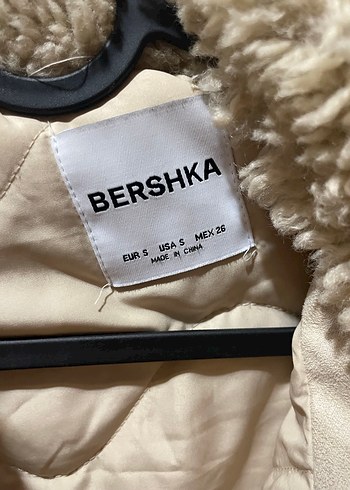 BERSHKA
EUR S USA S MEX 26
MADE IN CHINA